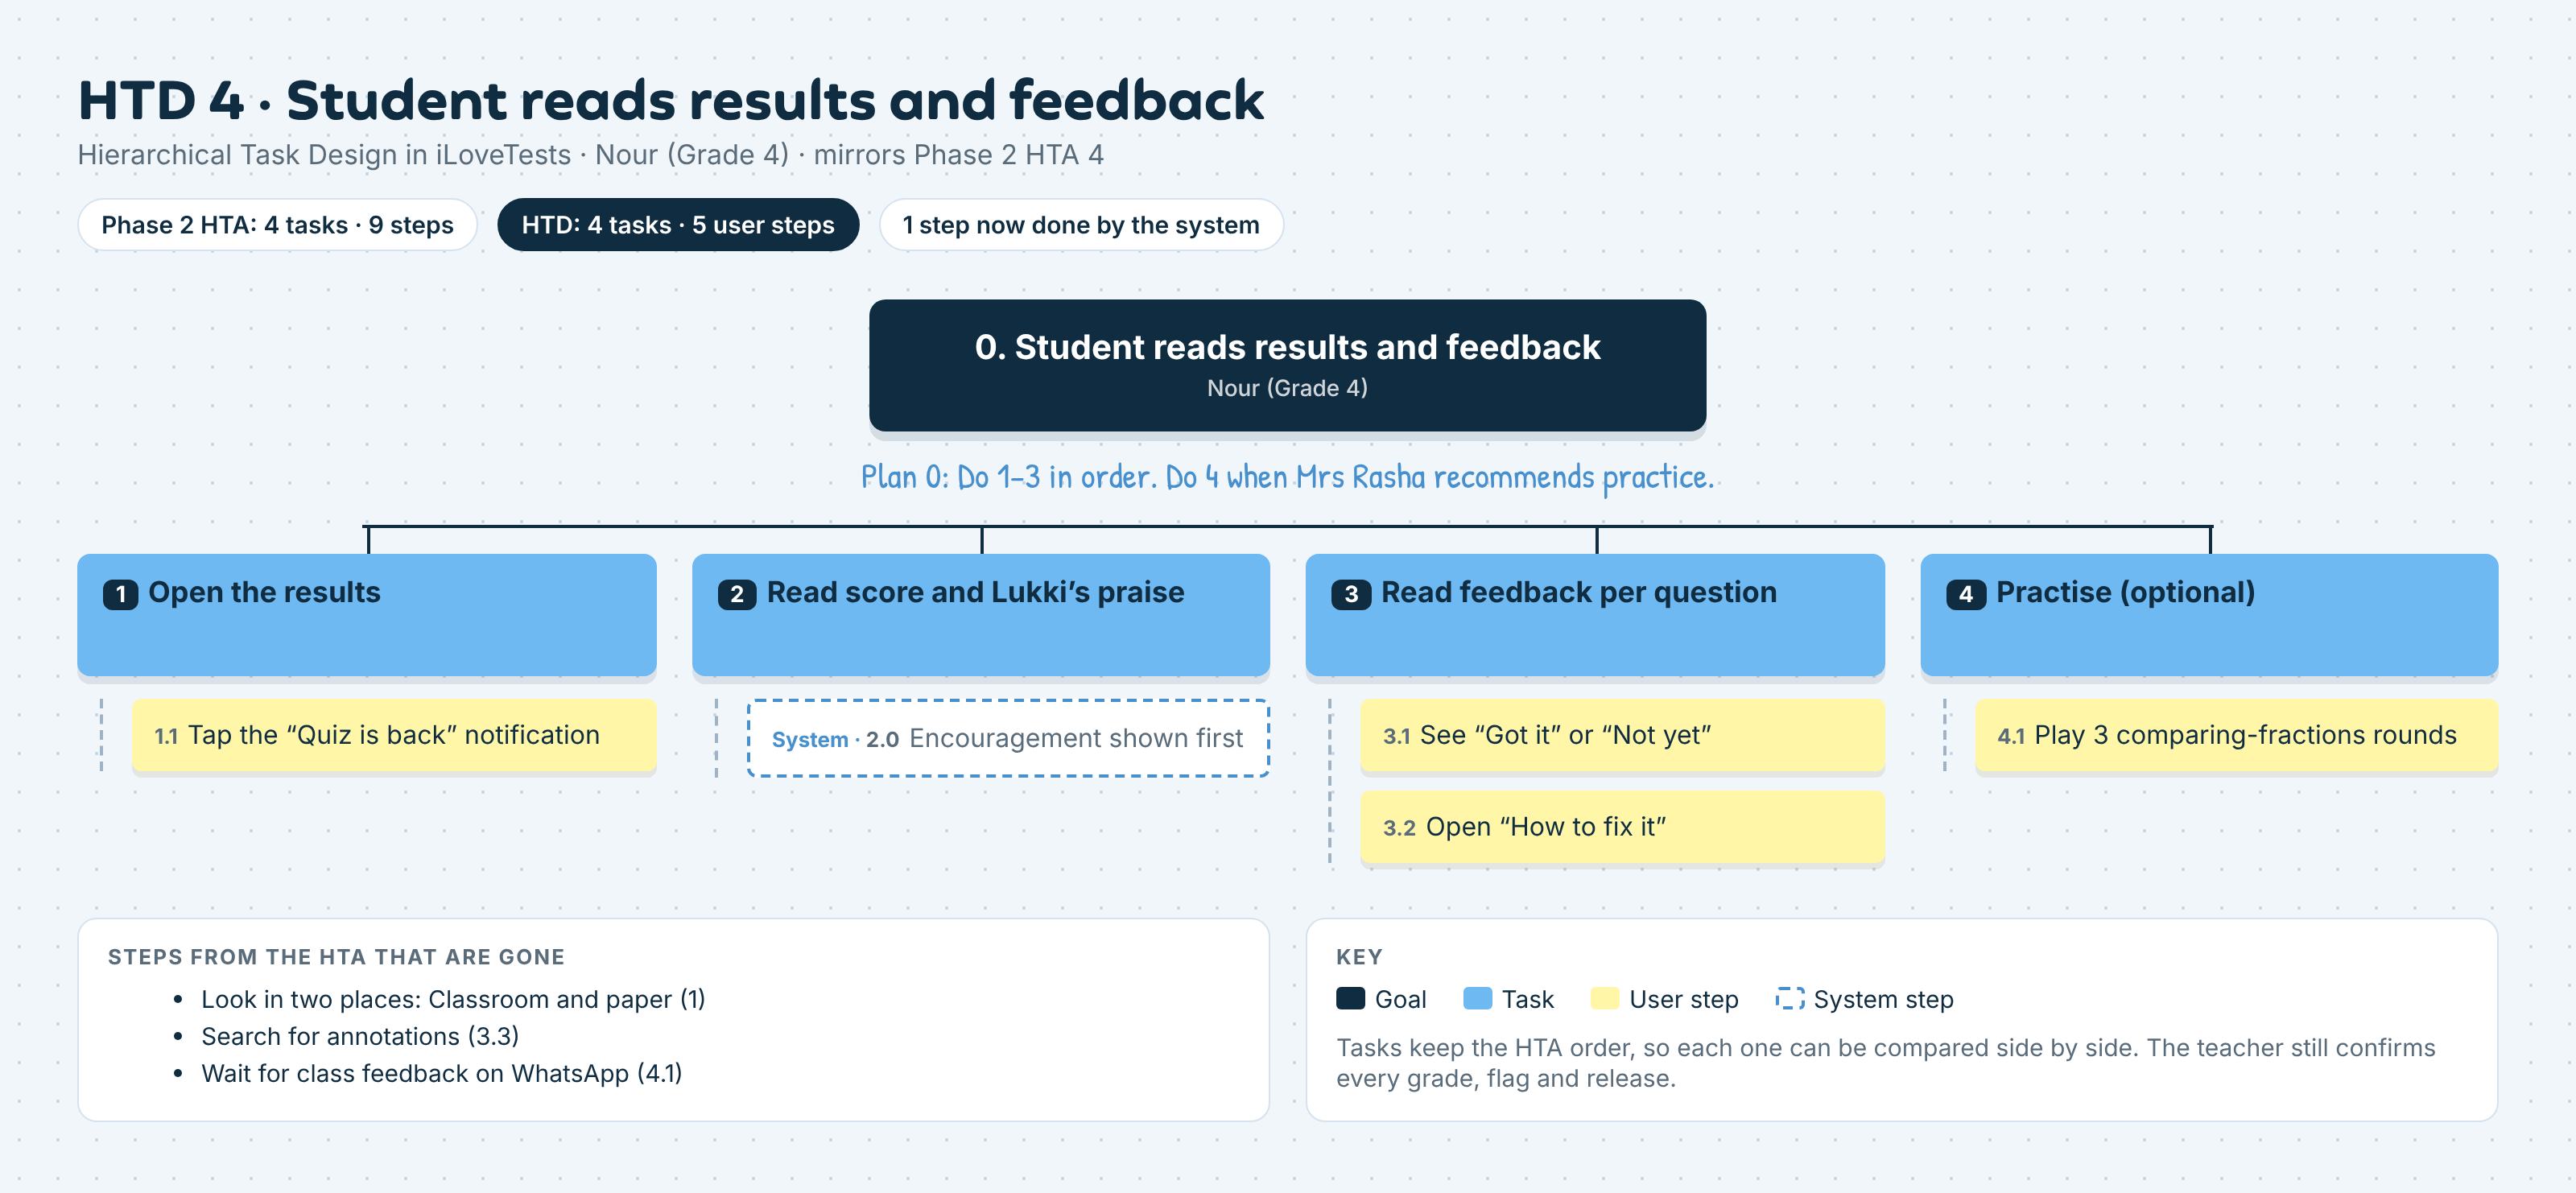 HTD 4 · Student reads results and feedback
Hierarchical Task Design in iLoveTests · Nour (Grade 4) · mirrors Phase 2 HTA 4
Phase 2 HTA: 4 tasks · 9 steps
HTD: 4 tasks · 5 user steps
1 step now done by the system
0. Student reads results and feedback
Nour (Grade 4)
Plan 0: Do 1–3 in order. Do 4 when Mrs Rasha recommends practice.
1 Open the results
2 Read score and Lukki’s praise
3 Read feedback per question
4 Practise (optional)
1.1 Tap the “Quiz is back” notification
System · 2.0 Encouragement shown first
3.1 See “Got it” or “Not yet”
3.2 Open “How to fix it”
4.1 Play 3 comparing-fractions rounds
STEPS FROM THE HTA THAT ARE GONE
• Look in two places: Classroom and paper (1)
• Search for annotations (3.3)
• Wait for class feedback on WhatsApp (4.1)
KEY
Goal
Task
User step
System step
Tasks keep the HTA order, so each one can be compared side by side. The teacher still confirms
every grade, flag and release.